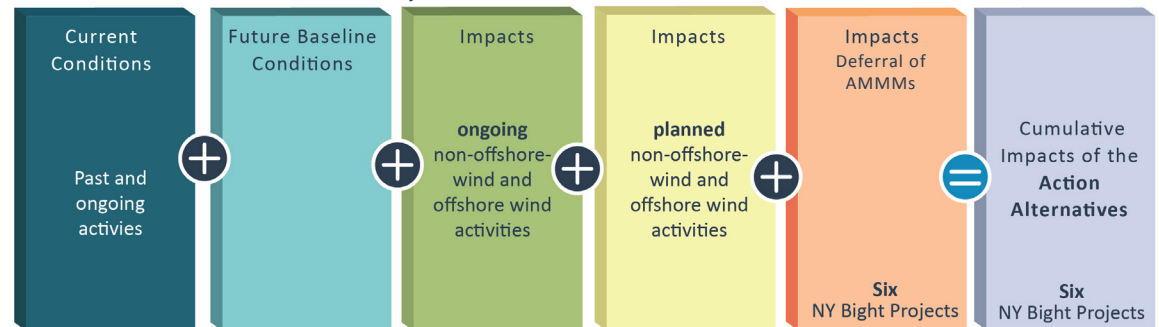 Current
Conditions
Past and
ongoing
activies
+
Future Baseline
Conditions
+
Impacts
ongoing
non-offshore-
wind and
offshore wind
activities
+
Impacts
planned
non-offshore-
wind and
offshore wind
activities
+
Impacts
Deferral of
AMMMs
Six
NY Bight Projects
=
Cumulative
Impacts of the
Action
Alternatives
Six
NY Bight Projects